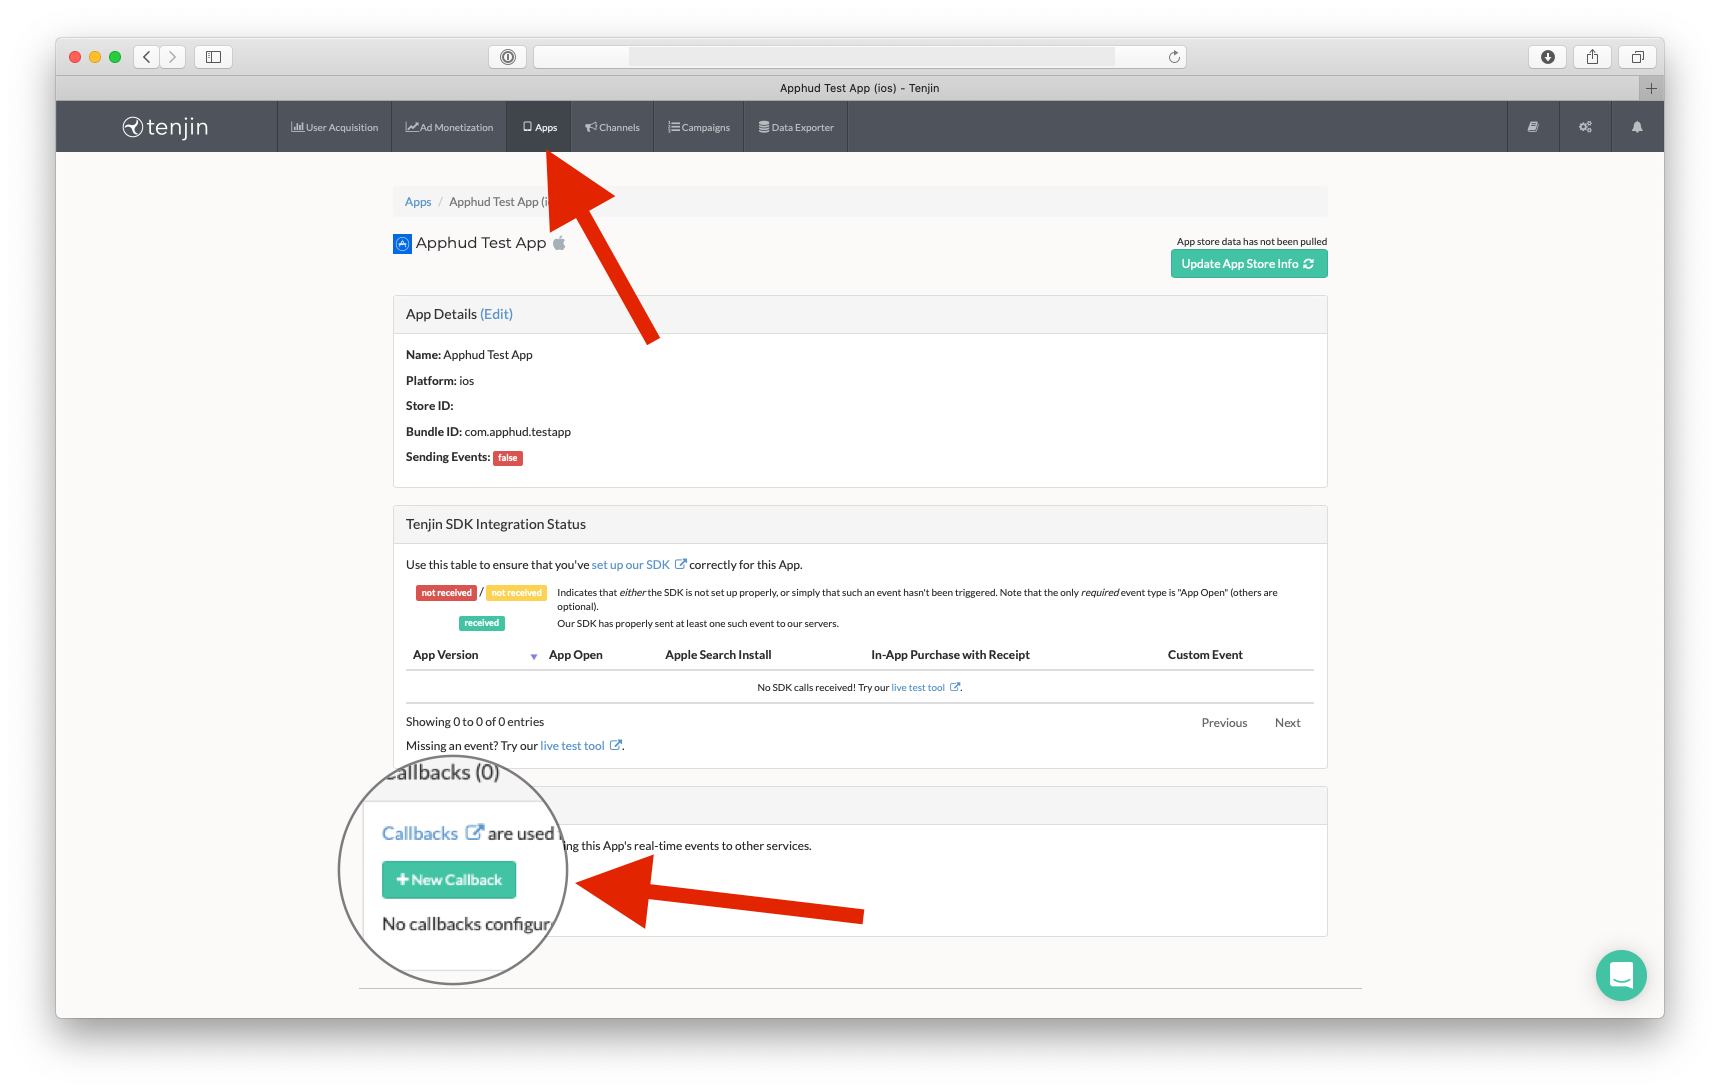 Apphud Test App (ios) - Tenjin
tenjin
User Acquisition
Ad Monetization
Apps
Channels
Campaigns
Data Exporter
Apps / Apphud Test App (i
Apphud Test App
App store data has not been pulled
Update App Store Info
App Details (Edit)
Name: Apphud Test App
Platform: ios
Store ID:
Bundle ID: com.apphud.testapp
Sending Events: false
Tenjin SDK Integration Status
Use this table to ensure that you've set up our SDK correctly for this App.
not received / not received Indicates that either the SDK is not set up properly, or simply that such an event hasn't been triggered. Note that the only required event type is "App Open" (others are
optional).
received Our SDK has properly sent at least one such event to our servers.
App Version App Open Apple Search Install In-App Purchase with Receipt Custom Event
No SDK calls received! Try our live test tool.
Showing 0 to 0 of 0 entries
Previous Next
Missing an event? Try our live test tool.
Callbacks (0)
Callbacks are used
ing this App's real-time events to other services.
+ New Callback
No callbacks configur